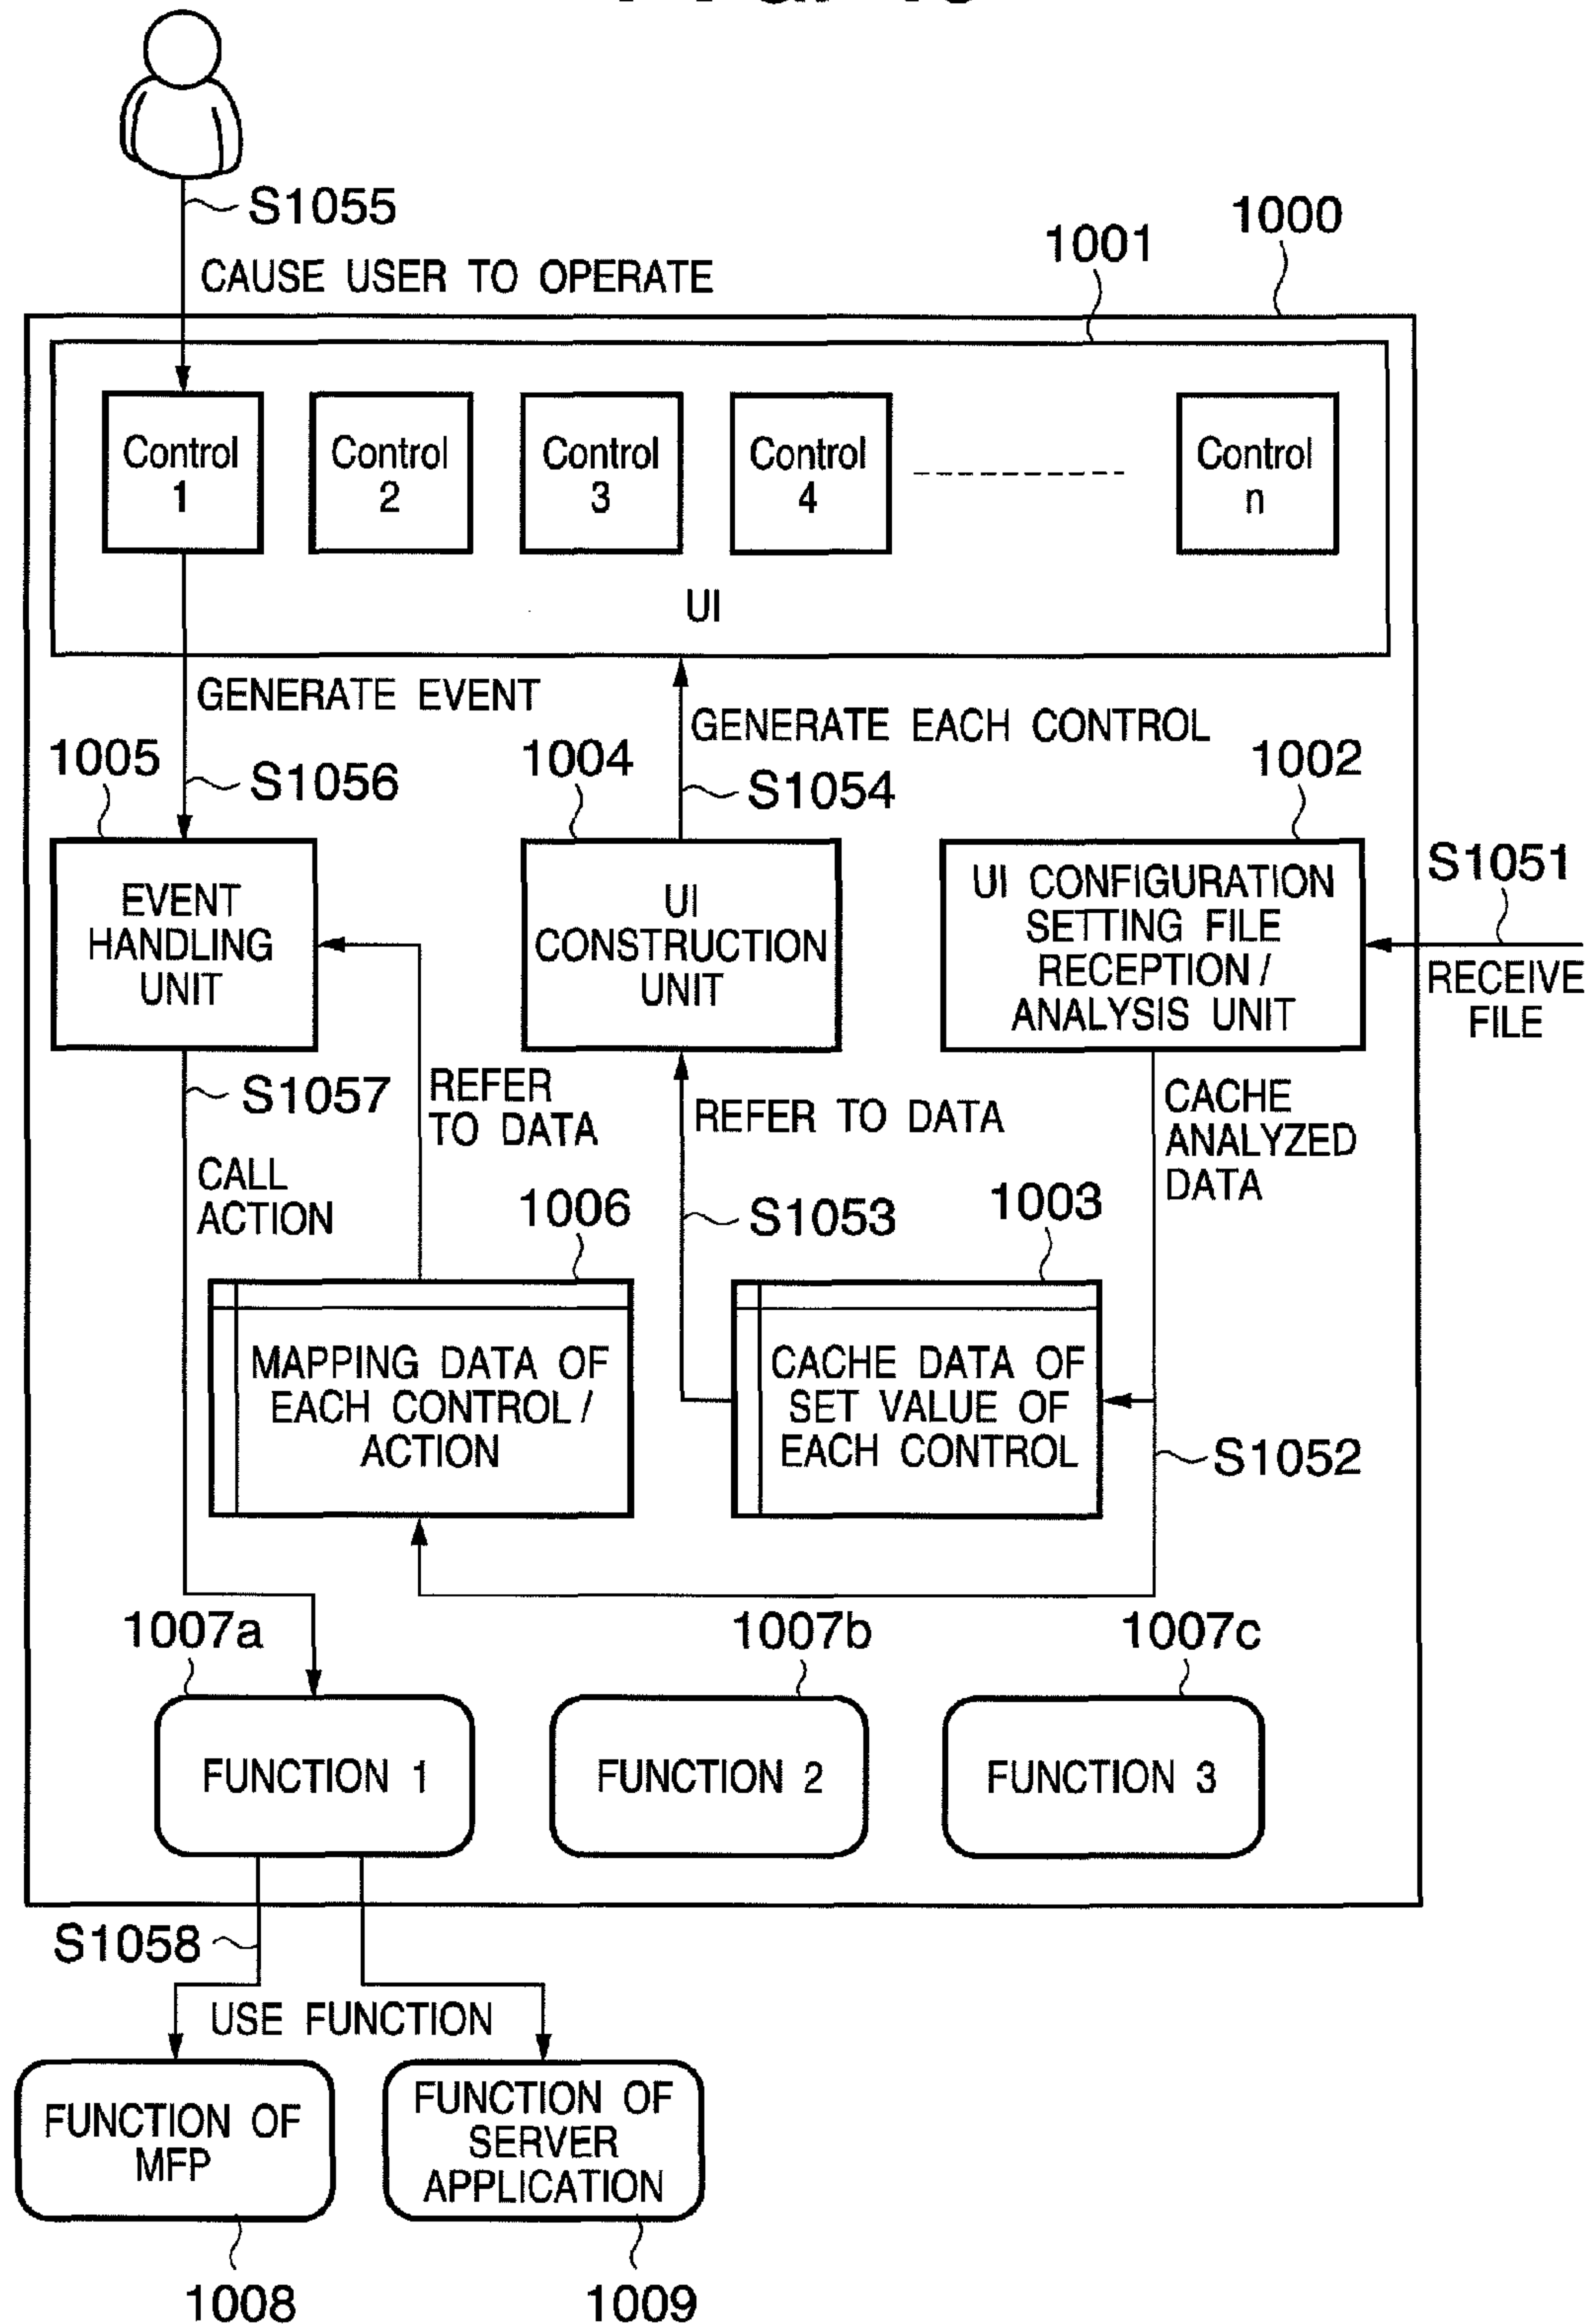 S1055
CAUSE USER TO OPERATE
1000
1001
Control
1
Control
2
Control
3
Control
4
Control
n
UI
GENERATE EVENT
GENERATE EACH CONTROL
1005
S1056
1004
S1054
1002
EVENT
HANDLING
UNIT
UI
CONSTRUCTION
UNIT
UI CONFIGURATION
SETTING FILE
RECEPTION /
ANALYSIS UNIT
S1051
RECEIVE
FILE
S1057
REFER
TO DATA
REFER TO DATA
CACHE
ANALYZED
DATA
CALL
ACTION
1006
S1053
1003
MAPPING DATA OF
EACH CONTROL /
ACTION
CACHE DATA OF
SET VALUE OF
EACH CONTROL
S1052
1007a
1007b
1007c
FUNCTION 1
FUNCTION 2
FUNCTION 3
S1058
USE FUNCTION
FUNCTION OF
MFP
FUNCTION OF
SERVER
APPLICATION
1008
1009